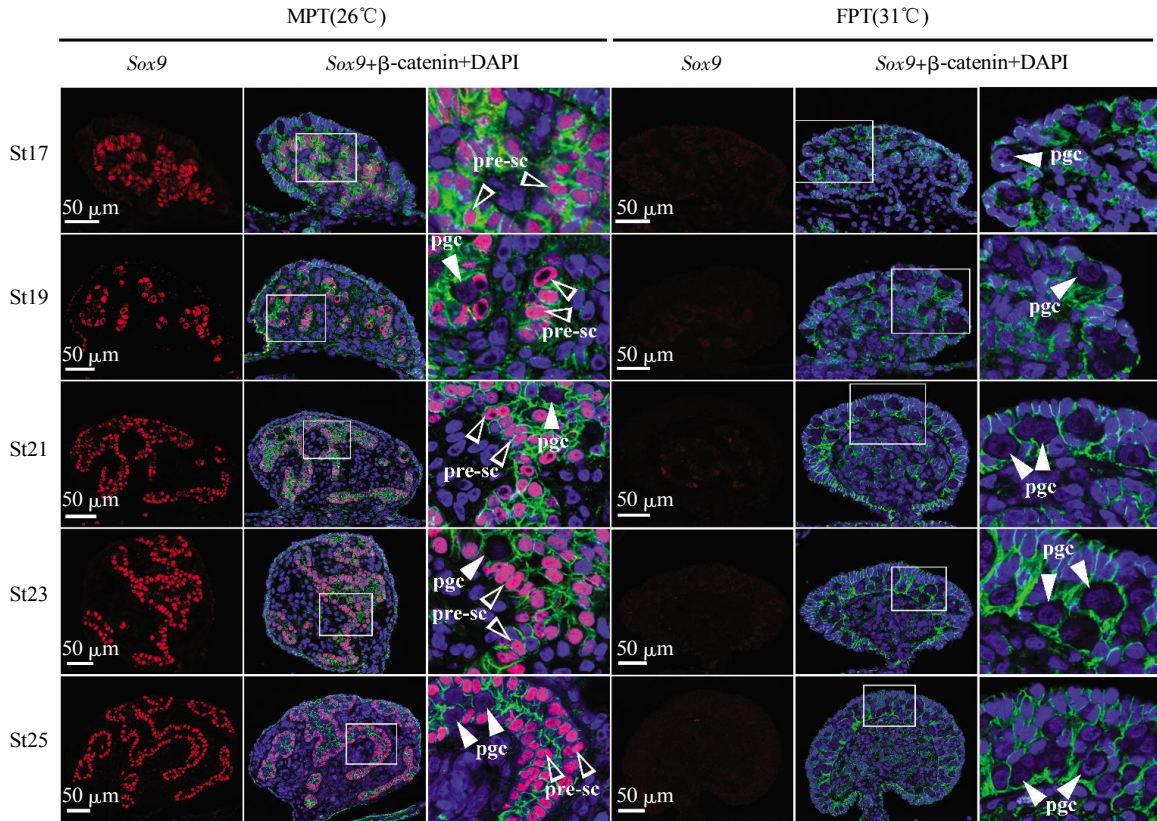 MPT(26℃) FPT(31℃)
Sox9 Sox9+β-catenin+DAPI Sox9 Sox9+β-catenin+DAPI
St17 50 μm pre-sc 50 μm pgc
St19 50 μm pgc pre-sc 50 μm pgc
St21 50 μm pre-sc pgc 50 μm pgc
St23 50 μm pgc pre-sc 50 μm pgc pgc
St25 50 μm pgc pre-sc 50 μm pgc